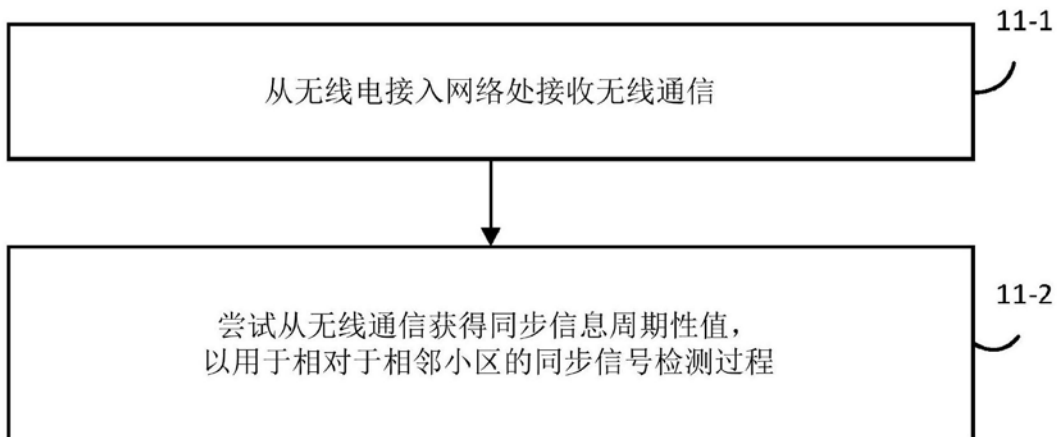 11-1
从无线电接入网络处接收无线通信
11-2
尝试从无线通信获得同步信息周期性值，
以用于相对于相邻小区的同步信号检测过程